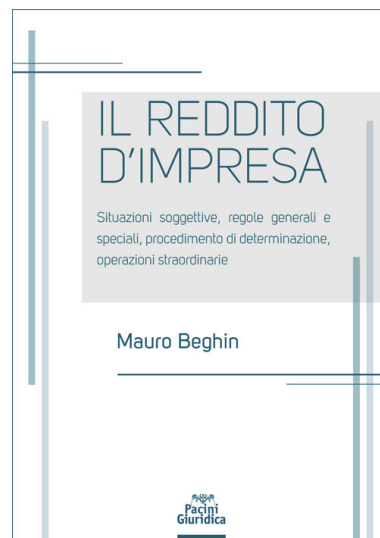 IL REDDITO
D'IMPRESA
Situazioni soggettive, regole generali e
speciali, procedimento di determinazione,
operazioni straordinarie
Mauro Beghin
Pacini
Giuridica